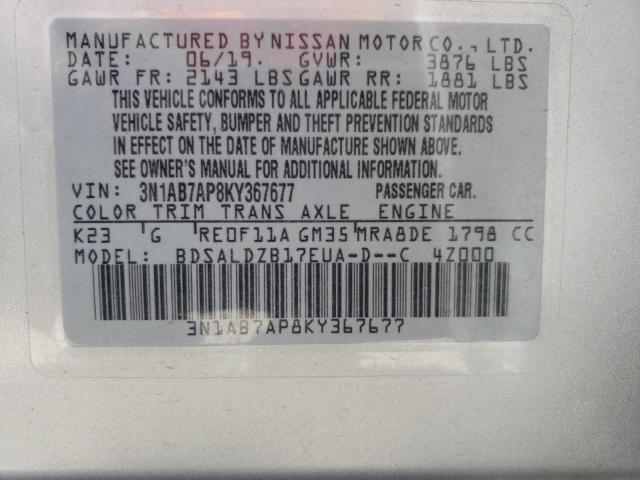 MANUFACTURED BY NISSAN MOTOR CO., LTD.
DATE: 06/19. GVWR: 3876 LBS
GAWR FR: 2143 LBS GAWR RR: 1881 LBS
THIS VEHICLE CONFORMS TO ALL APPLICABLE FEDERAL MOTOR
VEHICLE SAFETY, BUMPER AND THEFT PREVENTION STANDARDS
IN EFFECT ON THE DATE OF MANUFACTURE SHOWN ABOVE.
SEE OWNER'S MANUAL FOR ADDITIONAL INFORMATION.
VIN: 3N1AB7AP8KY367677 PASSENGER CAR.
COLOR TRIM TRANS AXLE ENGINE
K23 G RE0F11A GM35 MRA8DE 1798 CC
MODEL: BDSALDZB17EUA-D--C 4Z000
3N1AB7AP8KY367677